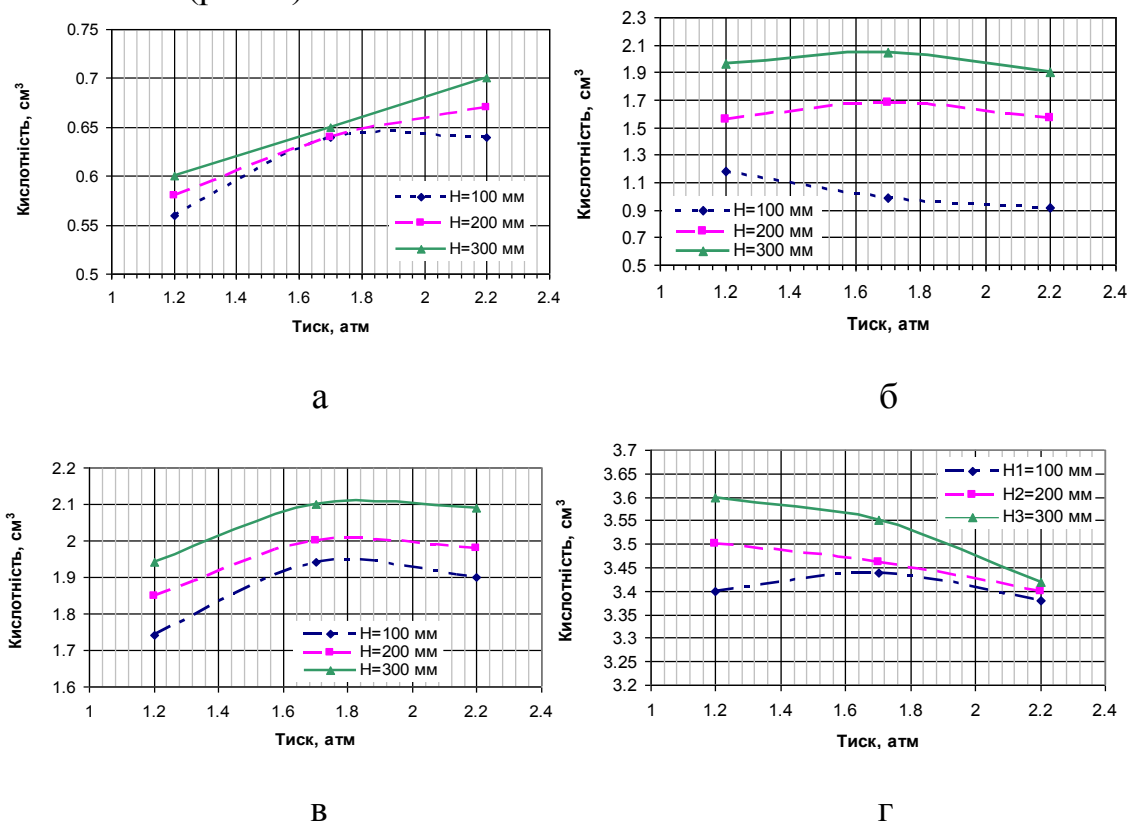 0.75
0.7
0.65
0.6
0.55
0.5
1 1.2 1.4 1.6 1.8 2 2.2 2.4
Кислотність, см³
Тиск, атм
H=100 мм
H=200 мм
H=300 мм
а
2.3
2.1
1.9
1.7
1.5
1.3
1.1
0.9
0.7
0.5
1 1.2 1.4 1.6 1.8 2 2.2 2.4
Кислотність, см³
Тиск, атм
H=100 мм
H=200 мм
H=300 мм
б
2.2
2.1
2
1.9
1.8
1.7
1.6
1 1.2 1.4 1.6 1.8 2 2.2 2.4
Кислотність, см³
Тиск, атм
H=100 мм
H=200 мм
H=300 мм
в
3.7
3.65
3.6
3.55
3.5
3.45
3.4
3.35
3.3
3.25
3.2
1 1.2 1.4 1.6 1.8 2 2.2 2.4
Кислотність, см³
Тиск, атм
H1=100 мм
H2=200 мм
H3=300 мм
г